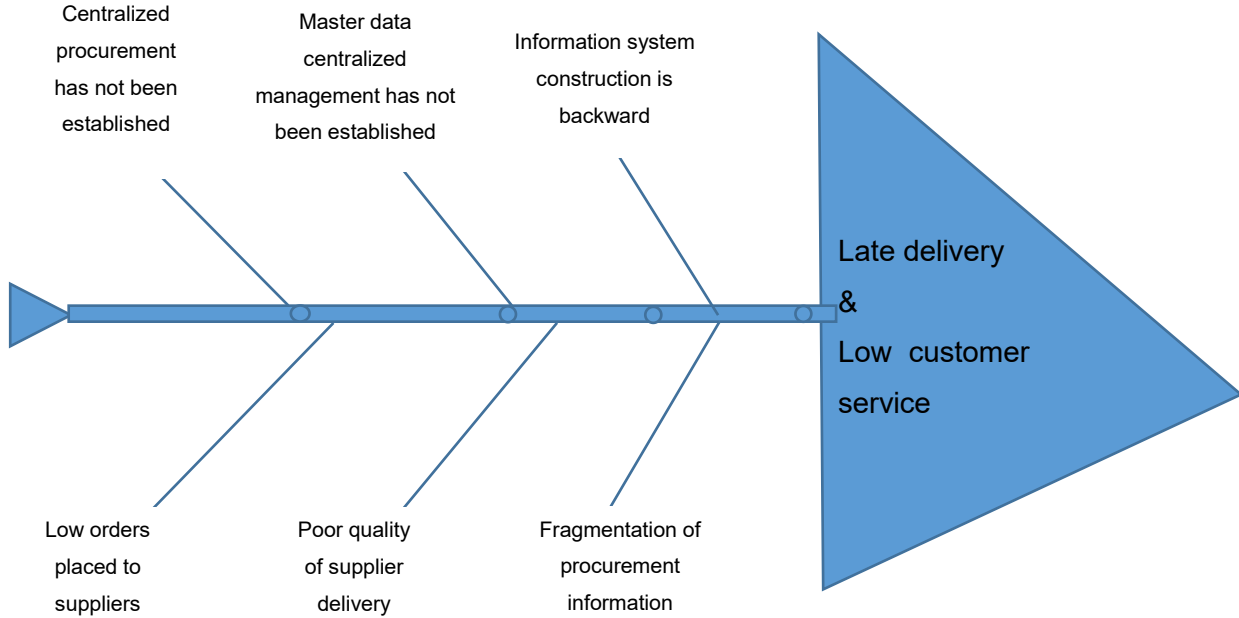 Centralized
procurement
has not been
established
Master data
centralized
management has not
been established
Information system
construction is
backward
Late delivery
&
Low customer
service
Low orders
placed to
suppliers
Poor quality
of supplier
delivery
Fragmentation of
procurement
information